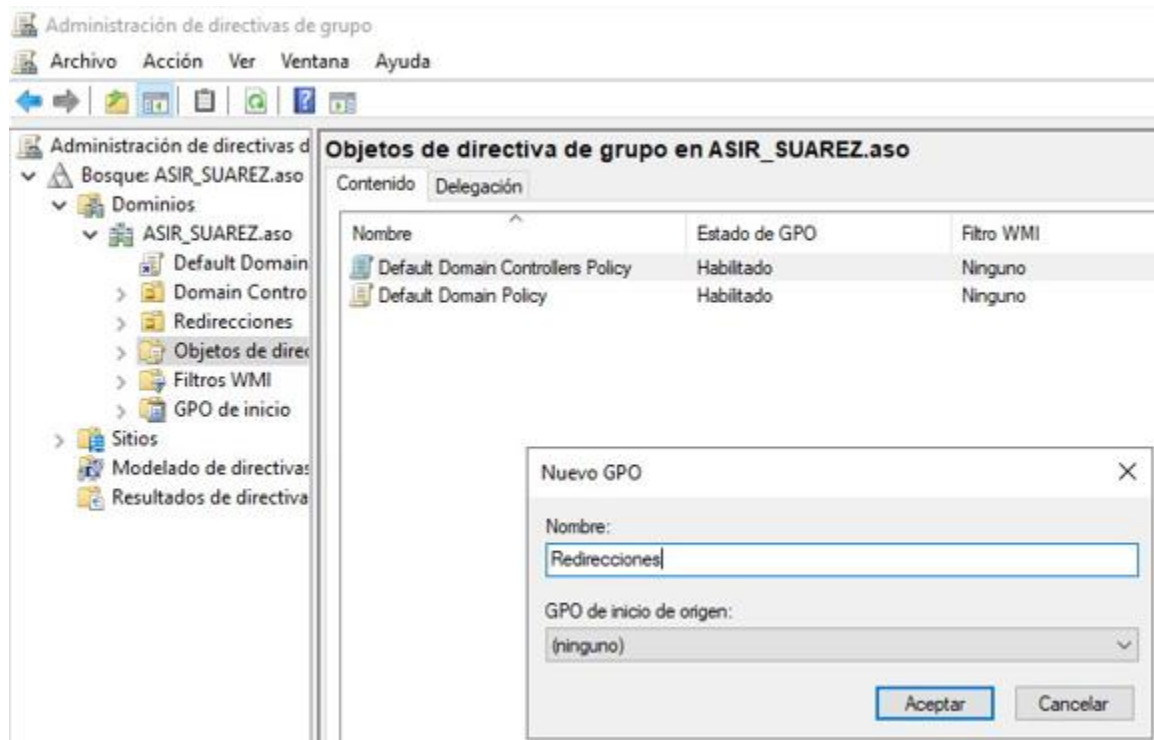 Administración de directivas de grupo
Archivo Acción Ver Ventana Ayuda
Administración de directivas d
Bosque: ASIR_SUAREZ.aso
Dominios
ASIR_SUAREZ.aso
Default Domain
Domain Contro
Redirecciones
Objetos de direc
Filtros WMI
GPO de inicio
Sitios
Modelado de directivas
Resultados de directiva
Objetos de directiva de grupo en ASIR_SUAREZ.aso
Contenido Delegación
Nombre Estado de GPO Filtro WMI
Default Domain Controllers Policy Habilitado Ninguno
Default Domain Policy Habilitado Ninguno
Nuevo GPO
Nombre:
Redirecciones
GPO de inicio de origen:
(ninguno)
Aceptar Cancelar